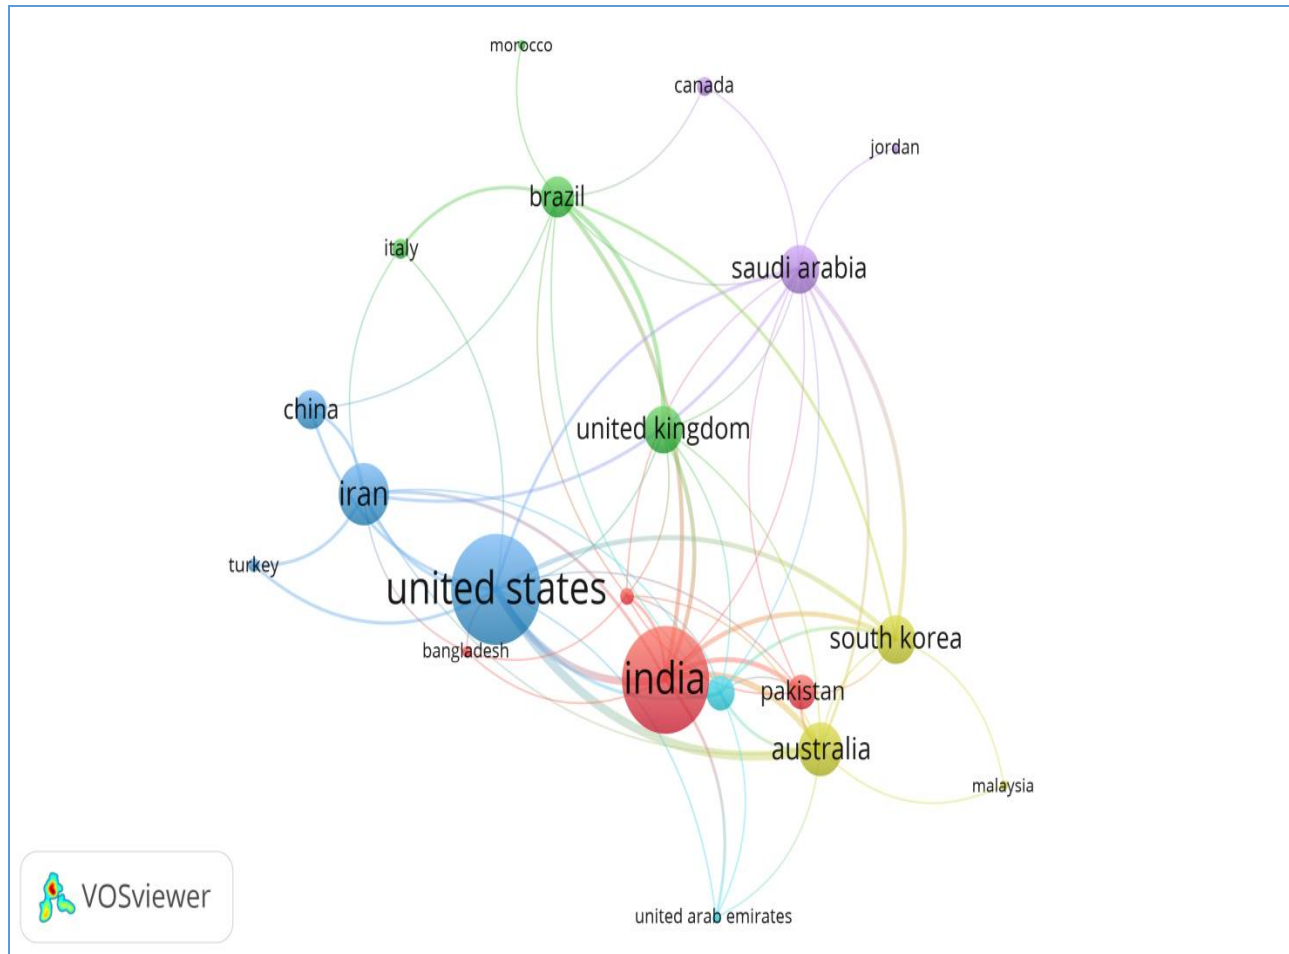 morocco
canada
jordan
brazil
italy
saudi arabia
china
united kingdom
iran
turkey
united states
south korea
bangladesh
india
pakistan
australia
malaysia
VOSviewer
united arab emirates